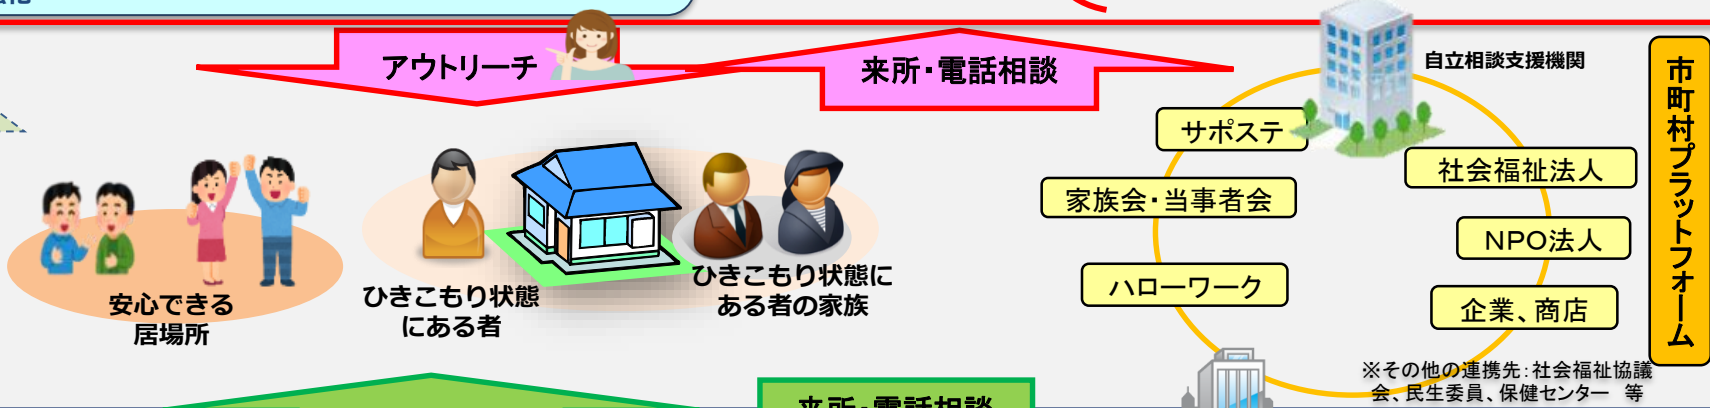 アウトリーチ
来所・電話相談
自立相談支援機関
サポステ
社会福祉法人
家族会・当事者会
NPO法人
ハローワーク
企業、商店
市町村プラットフォーム
安心できる
居場所
ひきこもり状態
にある者
ひきこもり状態に
ある者の家族
※その他の連携先：社会福祉協議
会、民生委員、保健センター　等
来所・電話相談